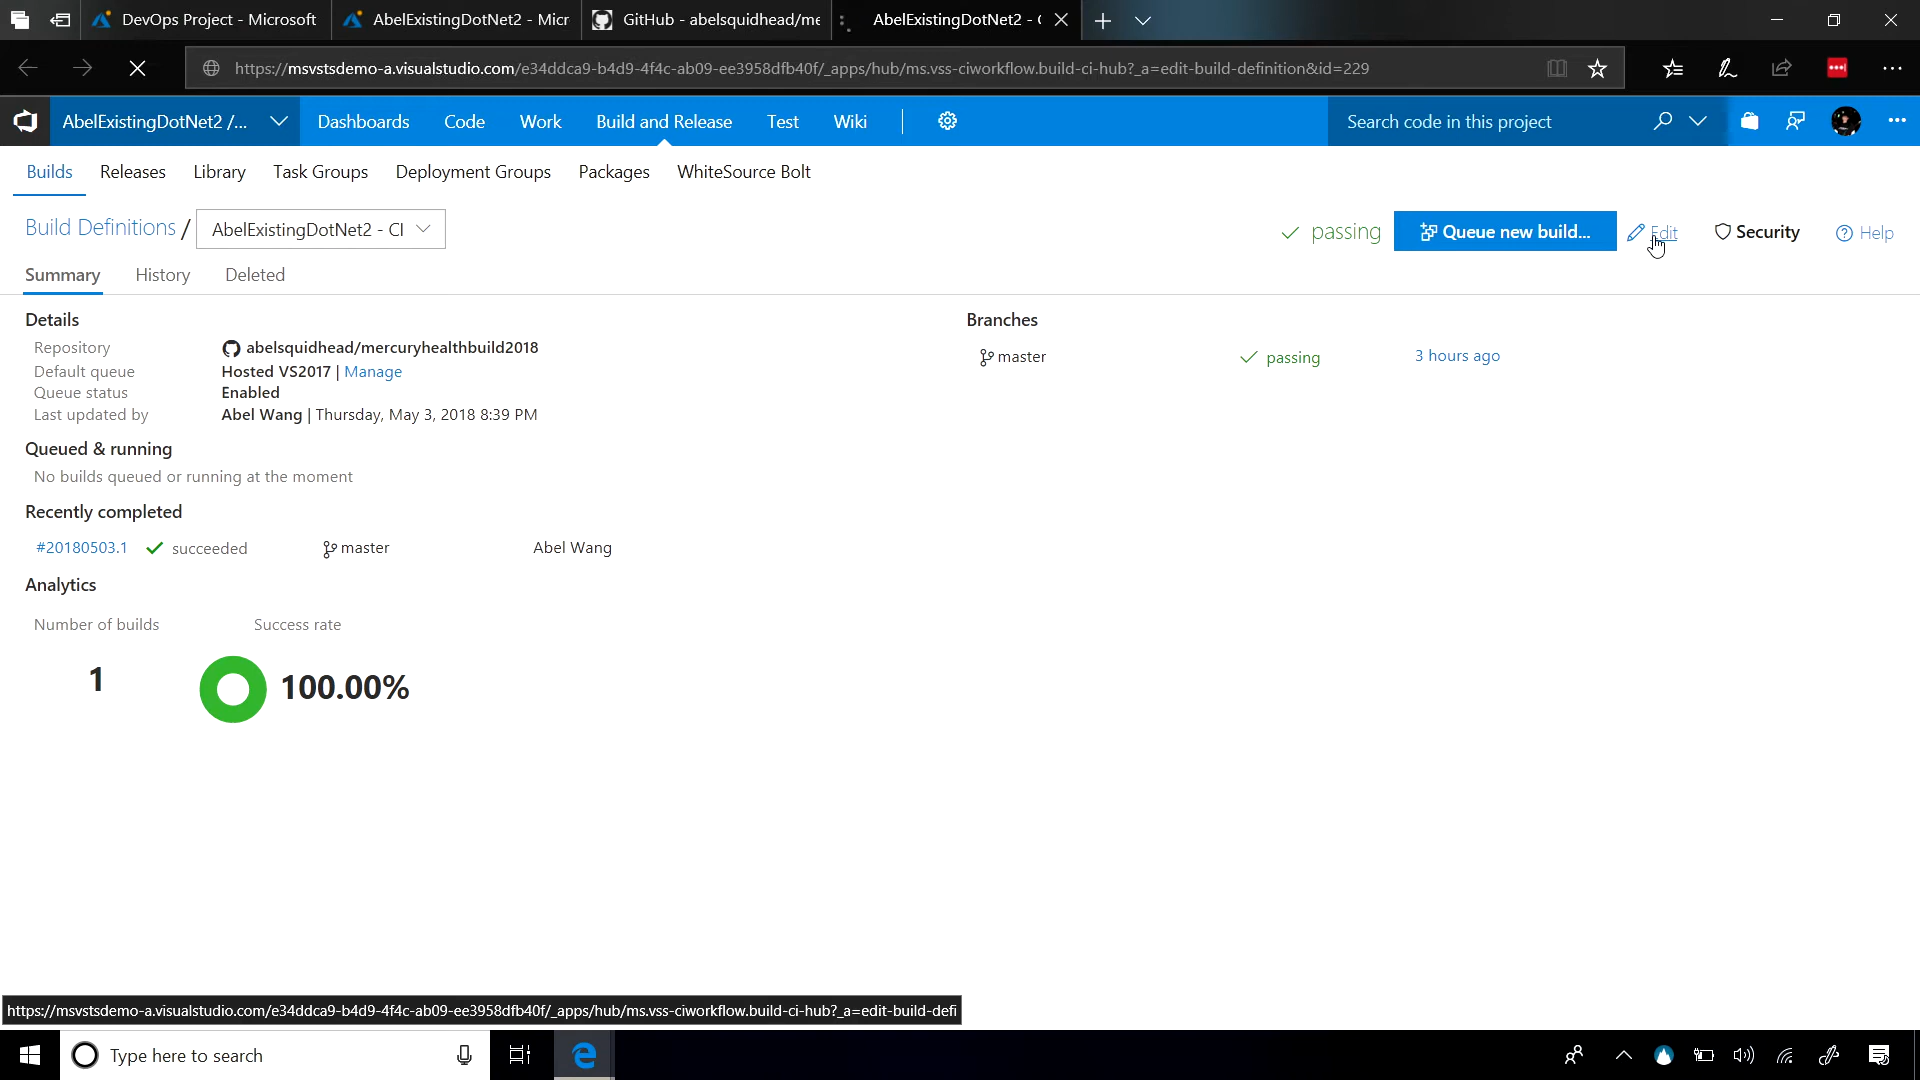 DevOps Project - Microsoft
AbelExistingDotNet2 - Micr
GitHub - abelsquidhead/me
AbelExistingDotNet2 - (
https://msvstsdemo-a.visualstudio.com/e34ddca9-b4d9-4f4c-ab09-ee3958dfb40f/_apps/hub/ms.vss-ciworkflow.build-ci-hub?_a=edit-build-definition&id=229
AbelExistingDotNet2 /...
Dashboards
Code
Work
Build and Release
Test
Wiki
Search code in this project
Builds
Releases
Library
Task Groups
Deployment Groups
Packages
WhiteSource Bolt
Build Definitions / AbelExistingDotNet2 - CI
passing
Queue new build...
Edit
Security
Help
Summary
History
Deleted
Details
Repository abelsquidhead/mercuryhealthbuild2018
Default queue Hosted VS2017 | Manage
Queue status Enabled
Last updated by Abel Wang | Thursday, May 3, 2018 8:39 PM
Branches
master passing 3 hours ago
Queued & running
No builds queued or running at the moment
Recently completed
#20180503.1 succeeded master Abel Wang
Analytics
Number of builds Success rate
1 100.00%
https://msvstsdemo-a.visualstudio.com/e34ddca9-b4d9-4f4c-ab09-ee3958dfb40f/_apps/hub/ms.vss-ciworkflow.build-ci-hub?_a=edit-build-defi
Type here to search